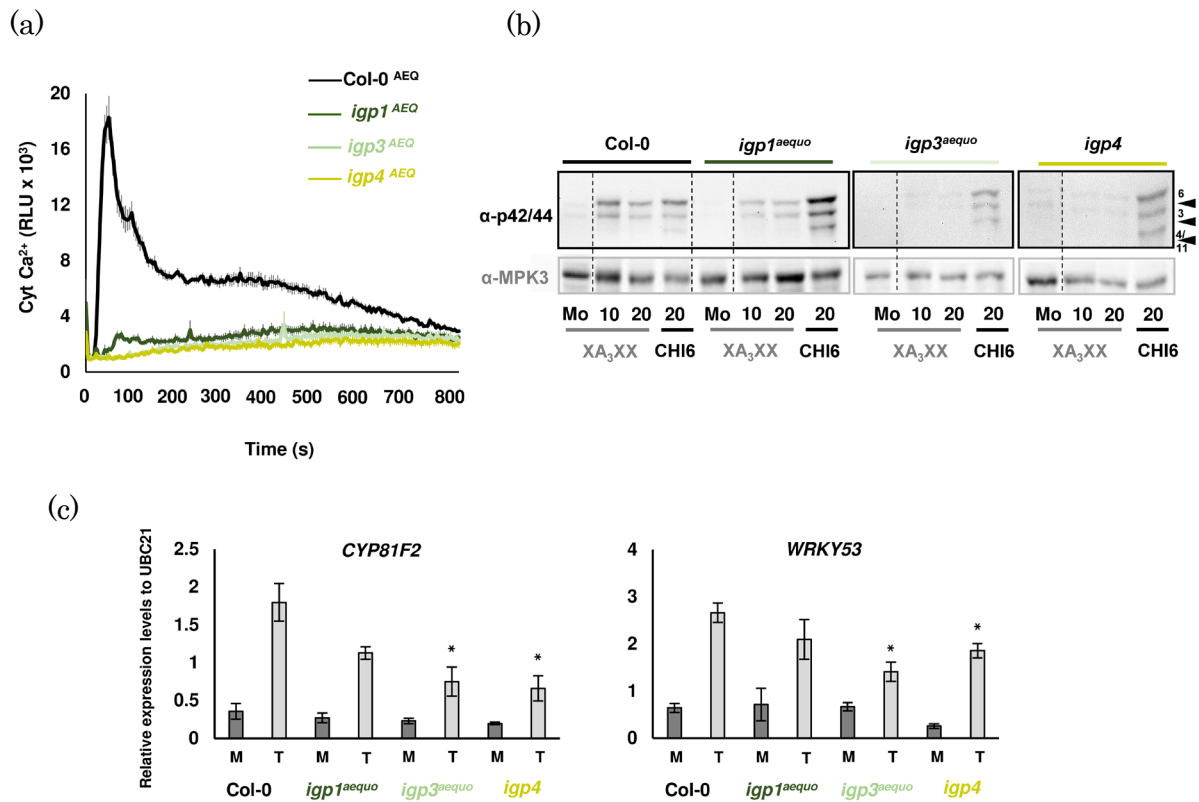 (a)
Col-0 AEQ
igp1 AEQ
igp3 AEQ
igp4 AEQ
Cyt Ca²⁺ (RLU x 10³)
20
16
12
8
4
0
0 100 200 300 400 500 600 700 800
Time (s)
(b)
Col-0 igp1aequo igp3aequo igp4
α-p42/44
6
3
4/
11
α-MPK3
Mo 10 20 20 Mo 10 20 20 Mo 10 20 20 Mo 10 20 20
XA₃XX CHI6 XA₃XX CHI6 XA₃XX CHI6 XA₃XX CHI6
(c)
Relative expression levels to UBC21
CYP81F2
2.5
2
1.5
1
0.5
0
* *
M T M T M T M T
Col-0 igp1aequo igp3aequo igp4
WRKY53
4
3
2
1
0
* *
M T M T M T M T
Col-0 igp1aequo igp3aequo igp4